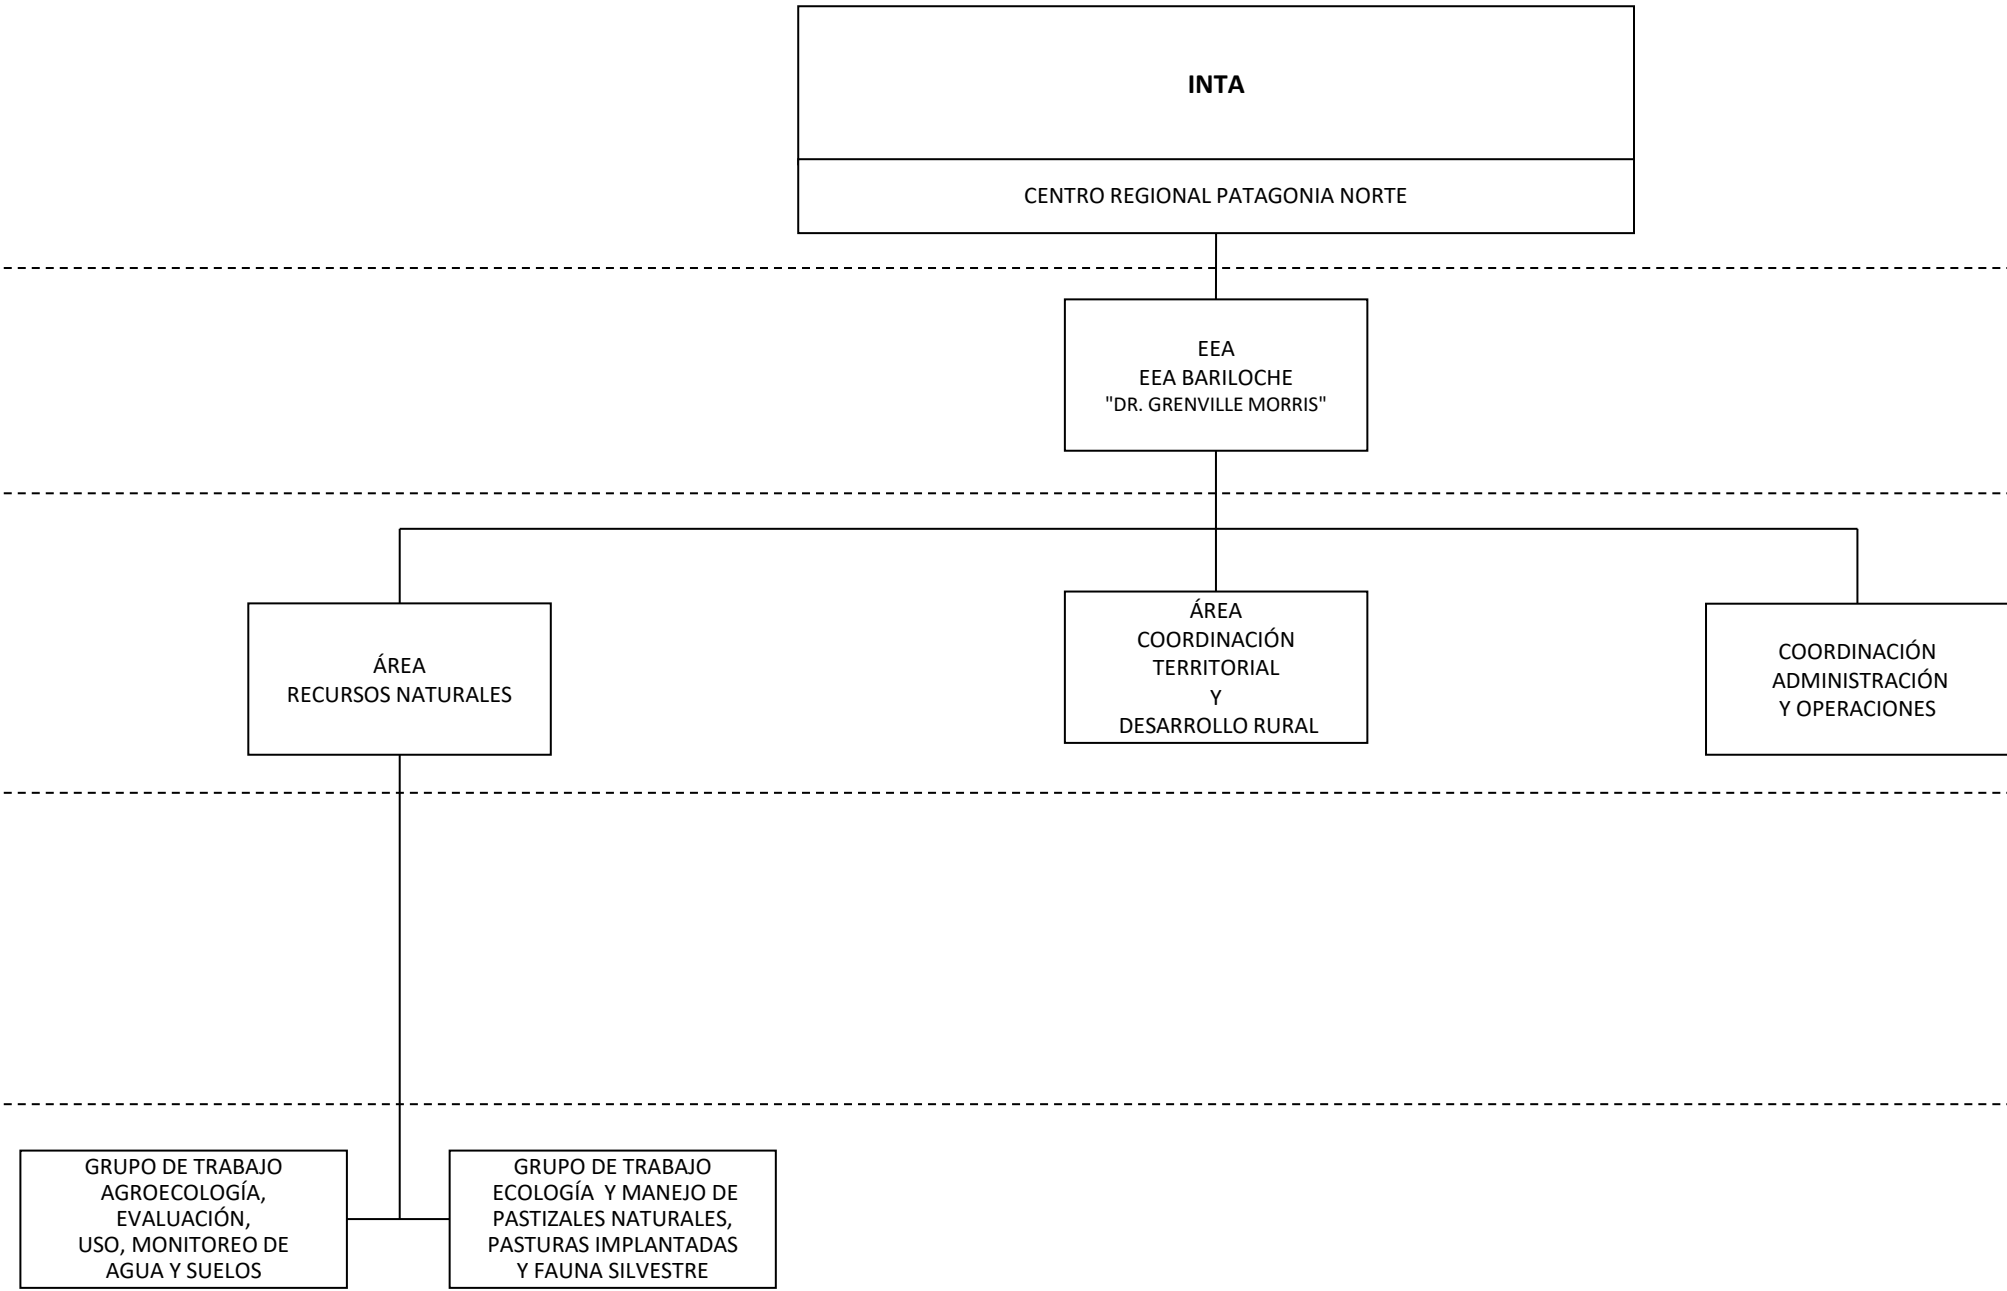 INTA
CENTRO REGIONAL PATAGONIA NORTE
EEA
EEA BARILOCHE
"DR. GRENVILLE MORRIS"
ÁREA
RECURSOS NATURALES
ÁREA
COORDINACIÓN
TERRITORIAL
Y
DESARROLLO RURAL
COORDINACIÓN
ADMINISTRACIÓN
Y OPERACIONES
GRUPO DE TRABAJO
AGROECOLOGÍA,
EVALUACIÓN,
USO, MONITOREO DE
AGUA Y SUELOS
GRUPO DE TRABAJO
ECOLOGÍA Y MANEJO DE
PASTIZALES NATURALES,
PASTURAS IMPLANTADAS
Y FAUNA SILVESTRE